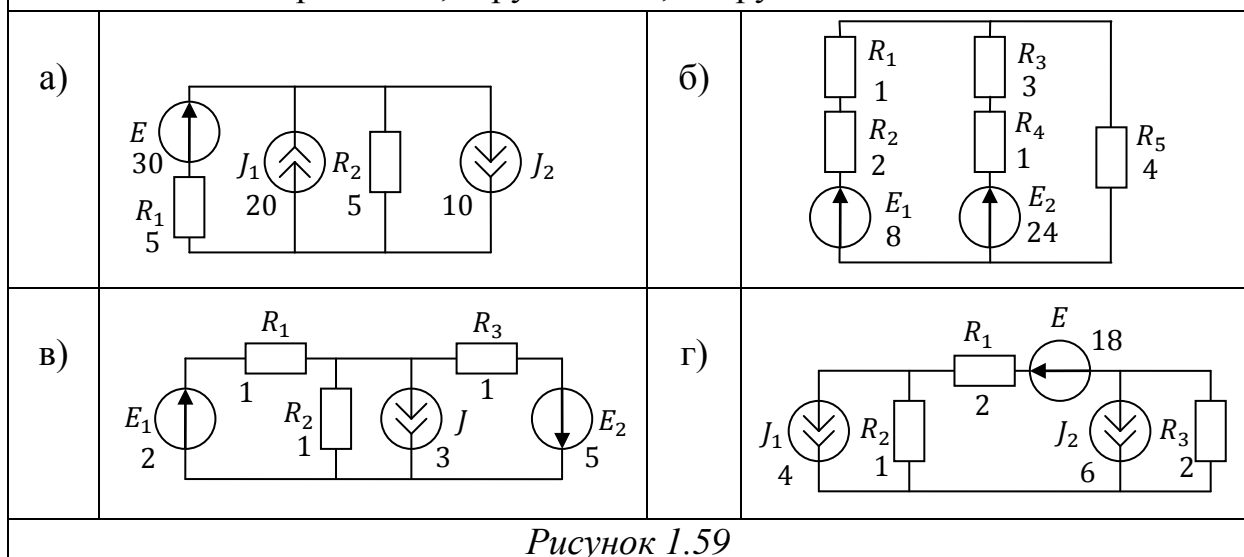 а)
E
30
R₁
5
J₁
20
R₂
5
J₂
10
б)
R₁
1
R₂
2
E₁
8
R₃
3
R₄
1
E₂
24
R₅
4
в)
E₁
2
R₁
1
R₂
1
J
3
R₃
1
E₂
5
г)
J₁
4
R₂
1
R₁
2
E
18
J₂
6
R₃
2
Рисунок 1.59